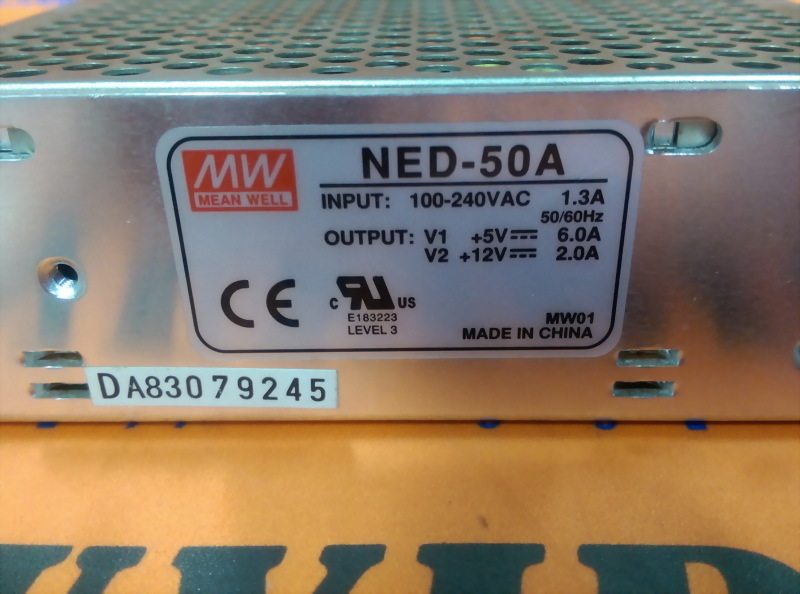 MW
MEAN WELL
NED-50A
INPUT: 100-240VAC 1.3A
50/60Hz
OUTPUT: V1 +5V⎓ 6.0A
V2 +12V⎓ 2.0A
CE
c RU US
E183223
LEVEL 3
MW01
MADE IN CHINA
DA83079245